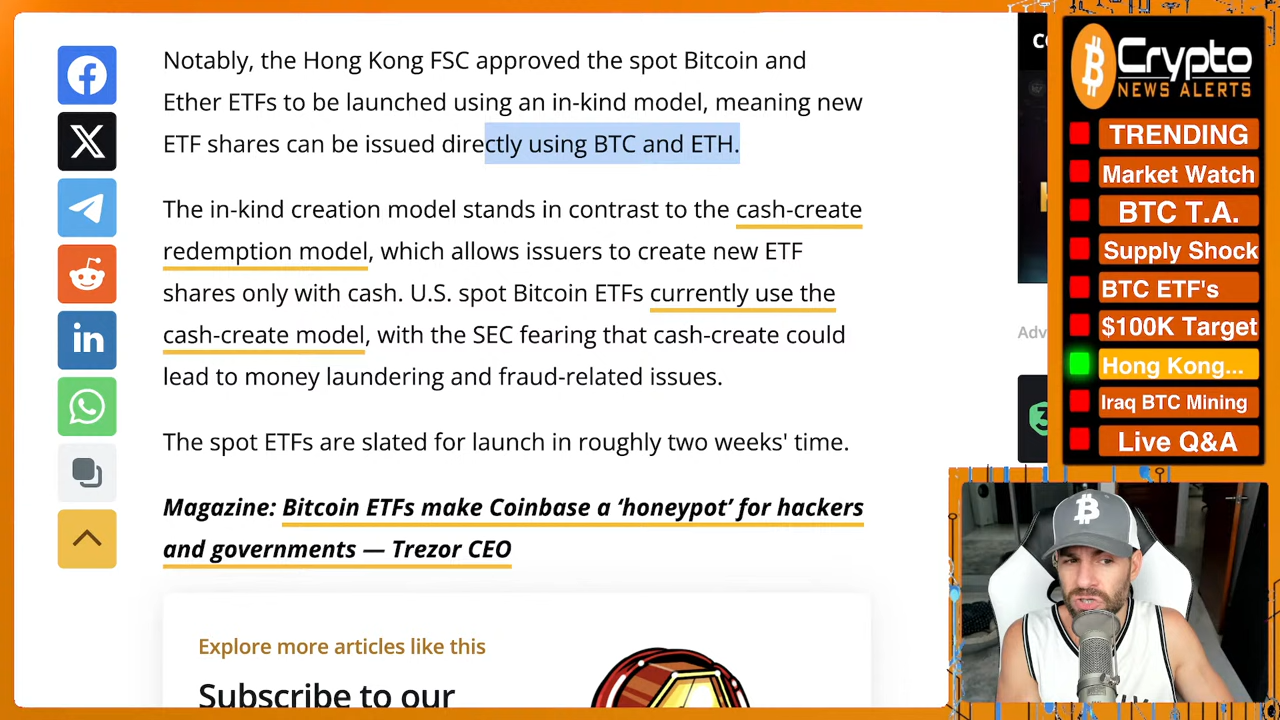 Notably, the Hong Kong FSC approved the spot Bitcoin and
Ether ETFs to be launched using an in-kind model, meaning new
ETF shares can be issued directly using BTC and ETH.
The in-kind creation model stands in contrast to the cash-create
redemption model, which allows issuers to create new ETF
shares only with cash. U.S. spot Bitcoin ETFs currently use the
cash-create model, with the SEC fearing that cash-create could
lead to money laundering and fraud-related issues.
The spot ETFs are slated for launch in roughly two weeks' time.
Magazine: Bitcoin ETFs make Coinbase a ‘honeypot’ for hackers
and governments — Trezor CEO
Explore more articles like this
Subscribe to our
Crypto
NEWS ALERTS
TRENDING
Market Watch
BTC T.A.
Supply Shock
BTC ETF's
$100K Target
Hong Kong...
Iraq BTC Mining
Live Q&A